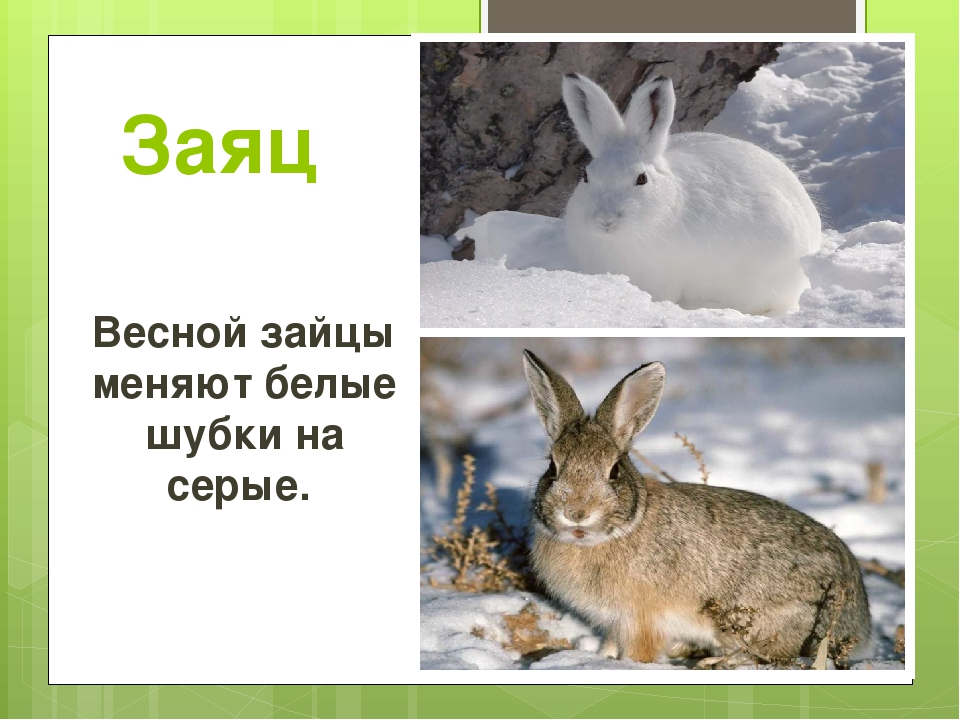 Заяц
Весной зайцы
меняют белые
шубки на
серые.